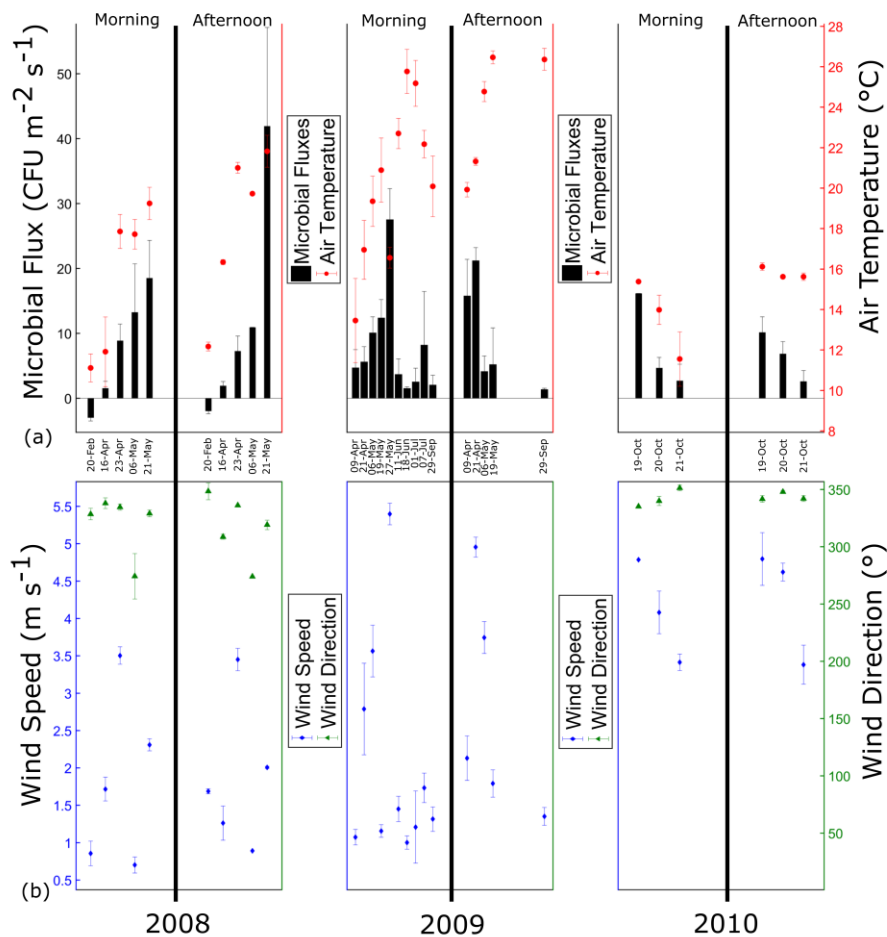 Morning Afternoon Morning Afternoon Morning Afternoon
Microbial Flux (CFU m-2 s-1)
50
40
30
20
10
0
Microbial Fluxes
Air Temperature
Microbial Fluxes
Air Temperature
28
26
24
22
20
18
16
14
12
10
8
Air Temperature (°C)
(a)
20-Feb
16-Apr
23-Apr
06-May
21-May
20-Feb
16-Apr
23-Apr
06-May
21-May
09-Apr
21-Apr
06-May
19-May
27-May
11-Jun
18-Jun
01-Jul
07-Jul
29-Sep
09-Apr
21-Apr
06-May
19-May
29-Sep
19-Oct
20-Oct
21-Oct
19-Oct
20-Oct
21-Oct
Wind Speed (m s-1)
5.5
5
4.5
4
3.5
3
2.5
2
1.5
1
0.5
Wind Speed
Wind Direction
Wind Speed
Wind Direction
350
300
250
200
150
100
50
Wind Direction (°)
(b)
2008 2009 2010